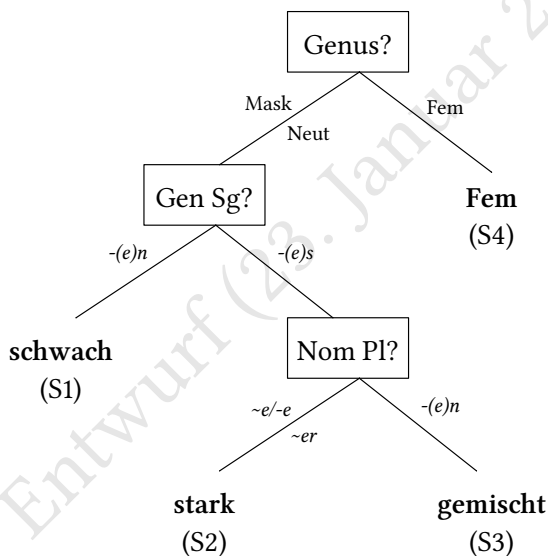 Genus?
Mask
Neut
Fem
Gen Sg?
Fem
(S4)
-(e)n
-(e)s
schwach
(S1)
Nom Pl?
~e/-e
~er
-(e)n
stark
(S2)
gemischt
(S3)
Entwurf (23. Januar 2